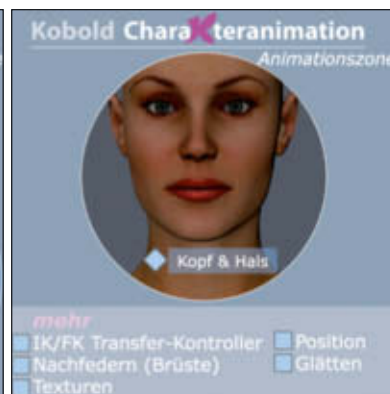 Kobold CharaKteranimation
Animationszone
Kopf & Hals
mehr
IK/FK Transfer-Kontroller
Position
Nachfedern (Brüste)
Glätten
Texturen